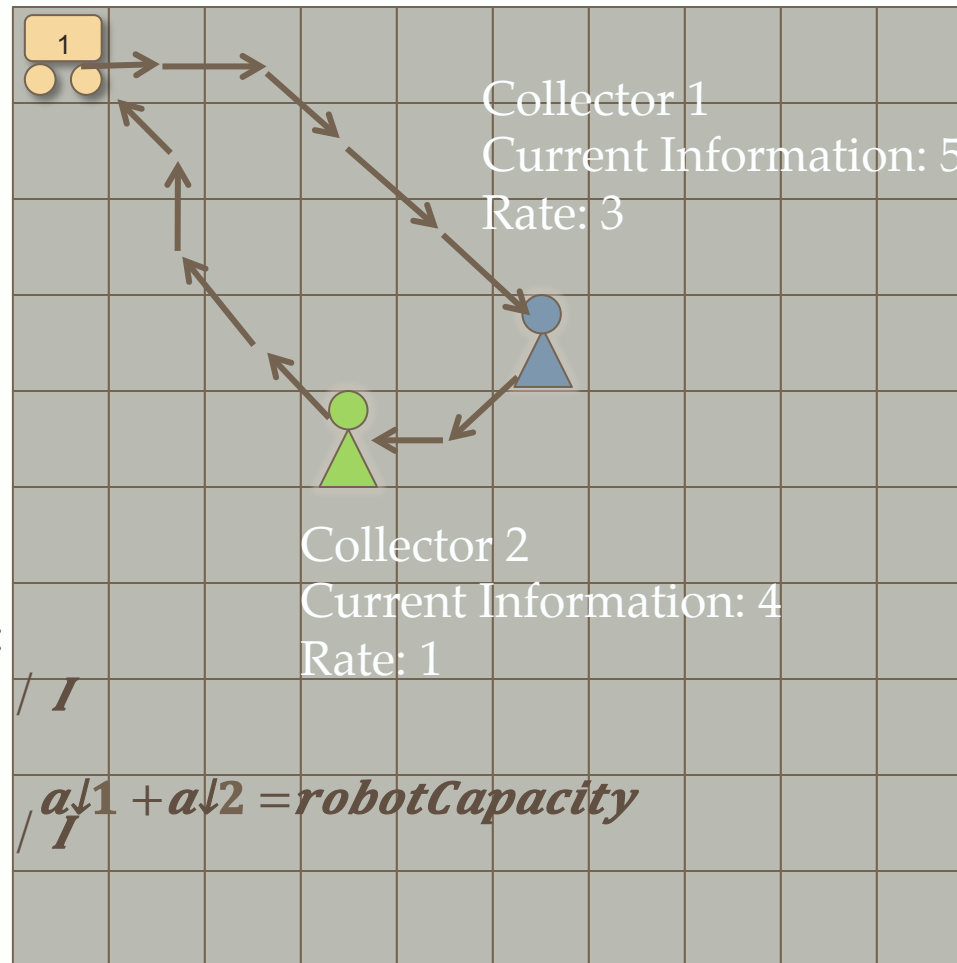 1
Collector 1
Current Information: 5
Rate: 3
Collector 2
Current Information: 4
Rate: 1
:
/ I
a↓1 +a↓2 =robotCapacity
/ I